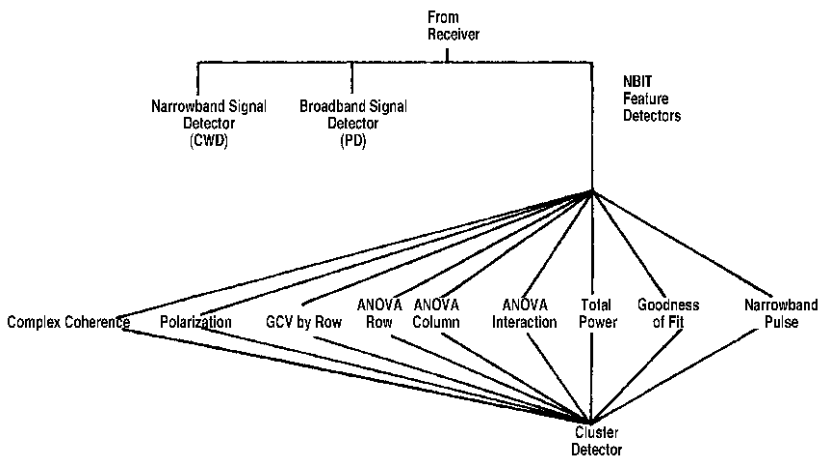 From
Receiver
Narrowband Signal
Detector
(CWD)
Broadband Signal
Detector
(PD)
NBIT
Feature
Detectors
Complex Coherence
Polarization
GCV by Row
ANOVA
Row
ANOVA
Column
ANOVA
Interaction
Total
Power
Goodness
of Fit
Narrowband
Pulse
Cluster
Detector